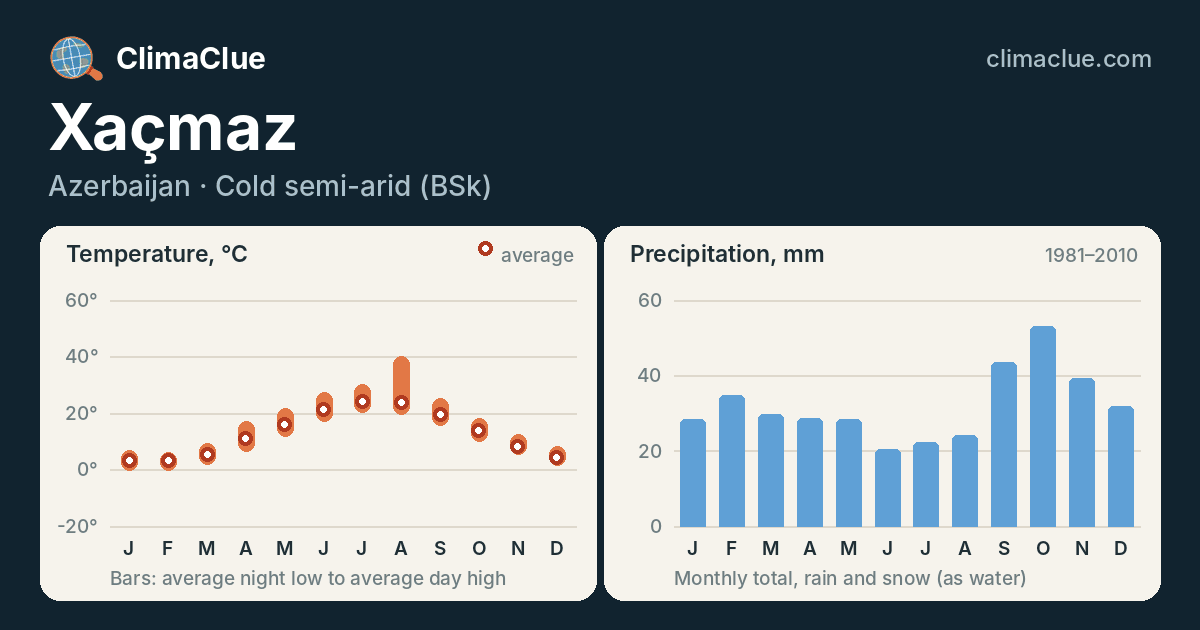 ClimaClue
climaclue.com
Xaçmaz
Azerbaijan · Cold semi-arid (BSk)
Temperature, °C
average
60°
40°
20°
0°
-20°
J F M A M J J A S O N D
Bars: average night low to average day high
Precipitation, mm
1981–2010
60
40
20
0
J F M A M J J A S O N D
Monthly total, rain and snow (as water)